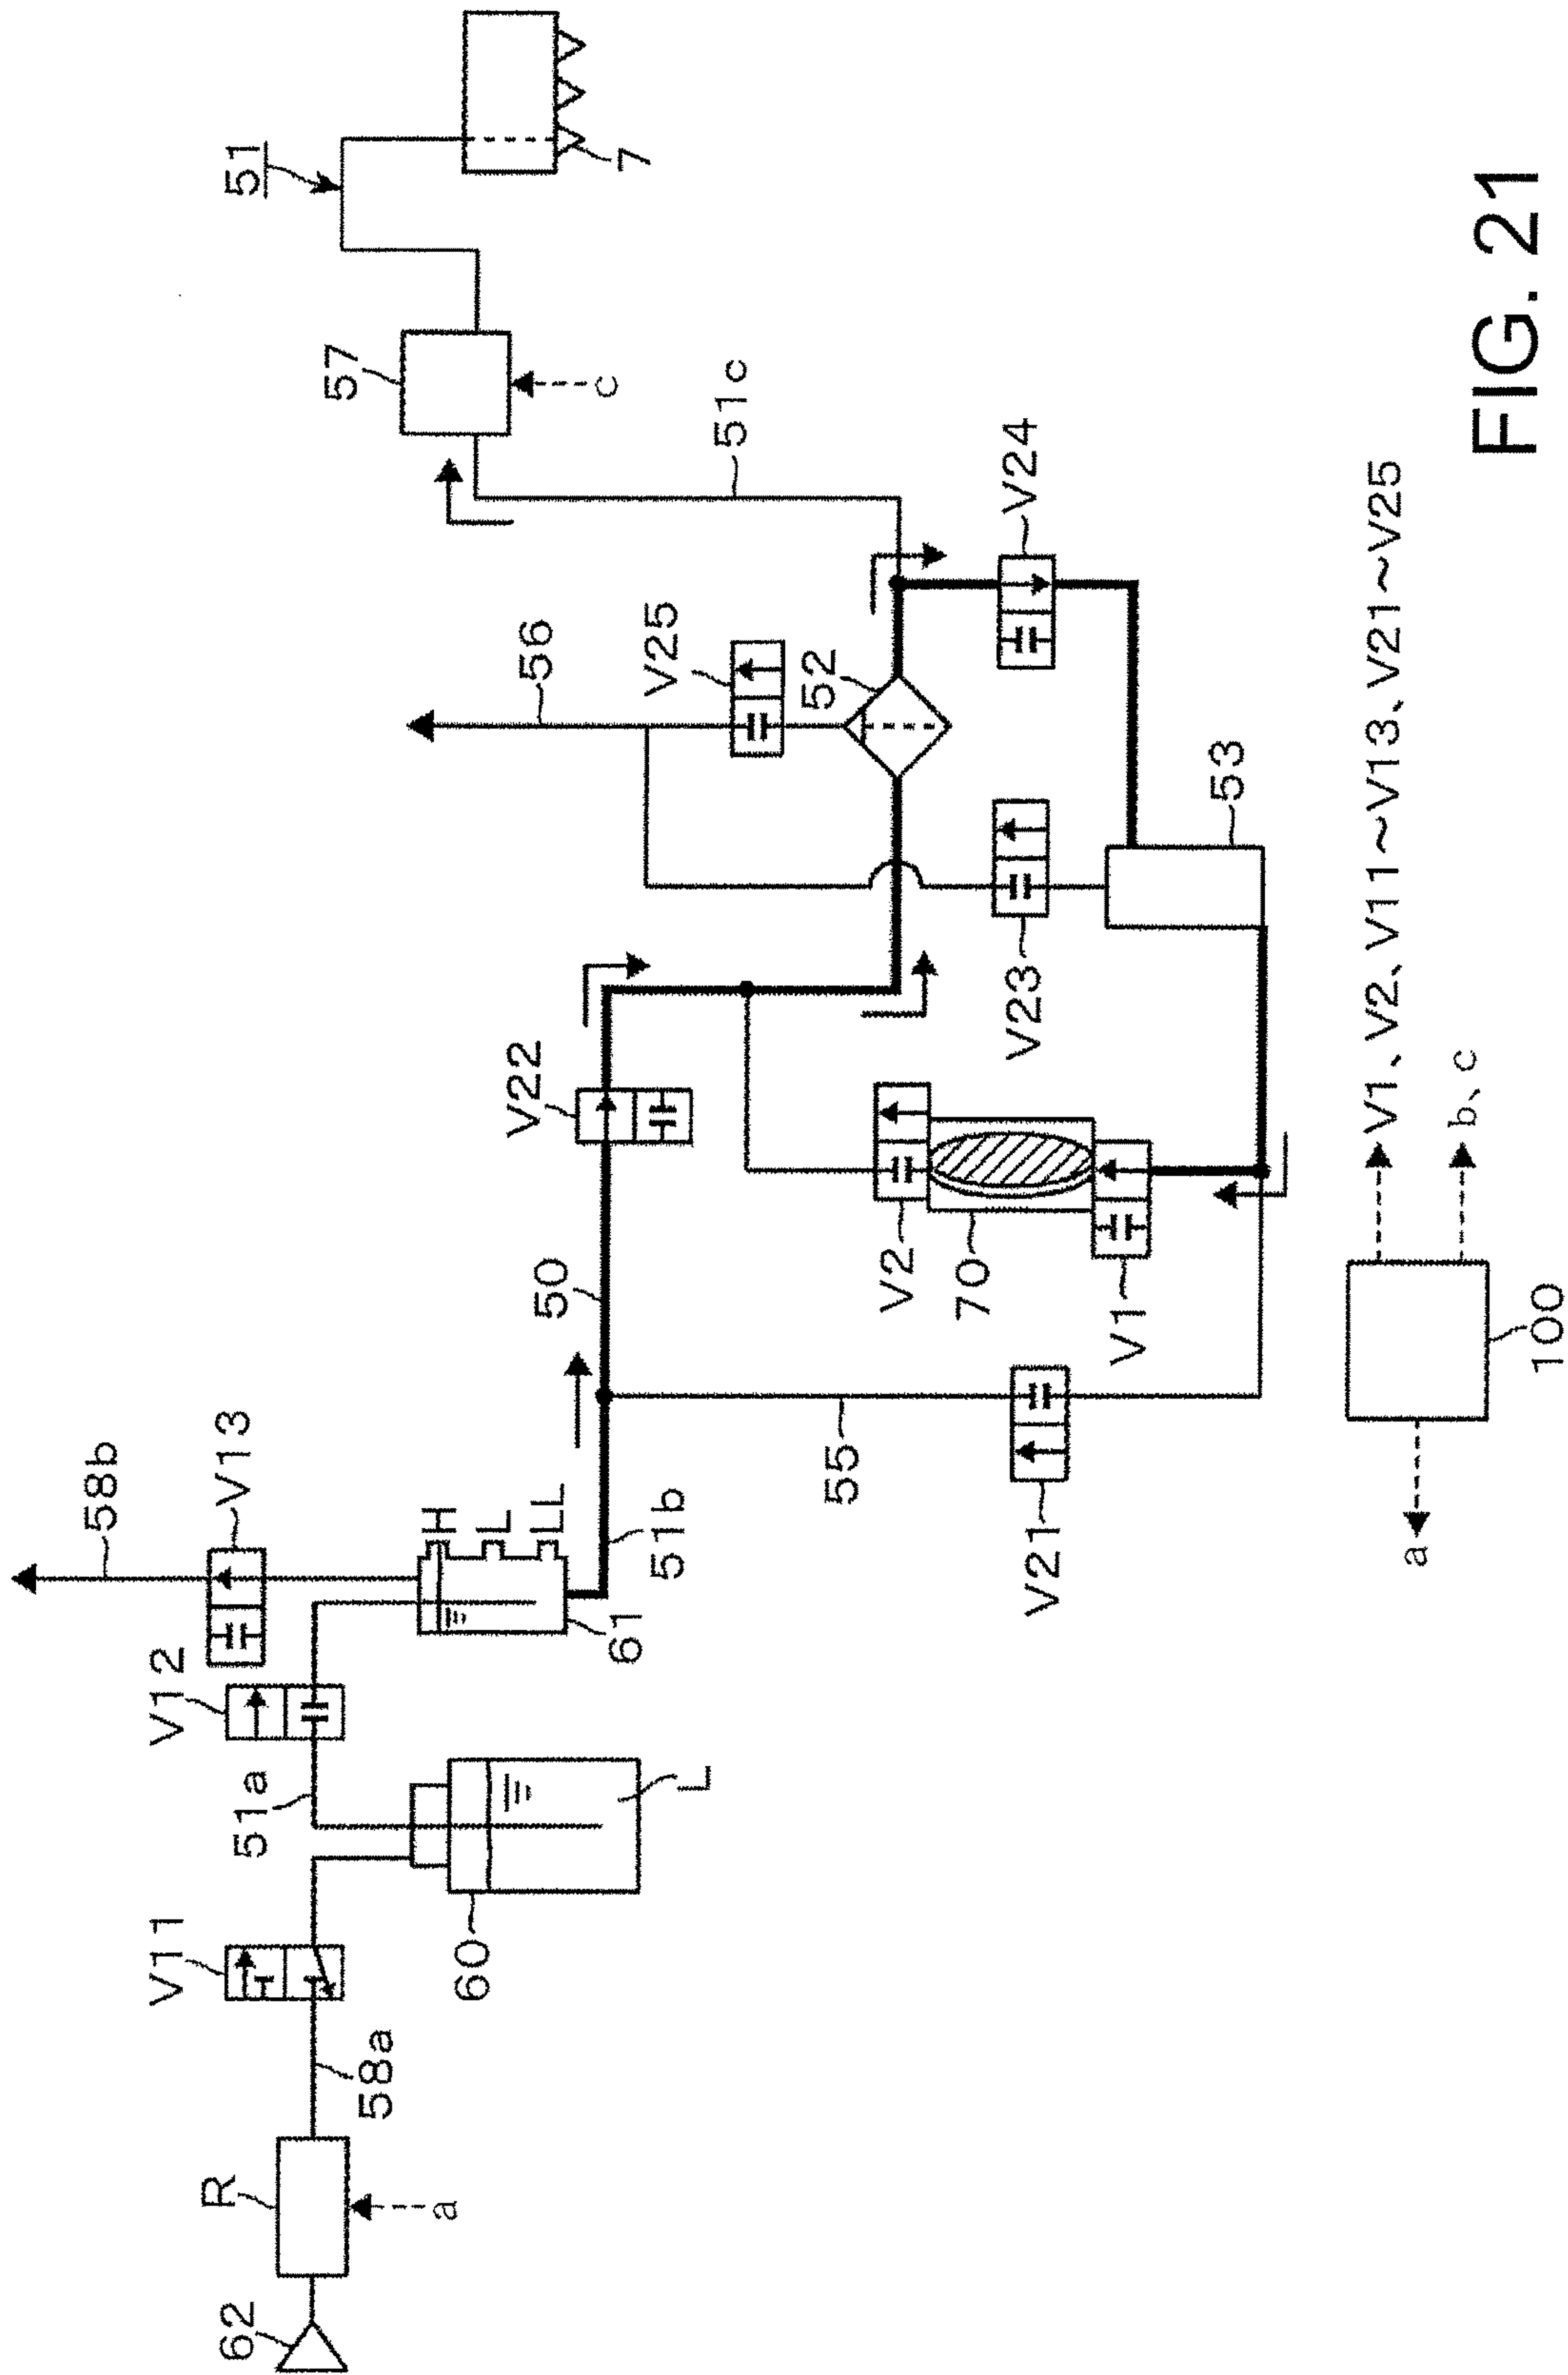 62
R
a
58a
V11
60
L
51a
V12
V13
58b
H
L
LL
61
51b
50
55
V21
V22
V2
70
V1
V23
53
56
V25
52
V24
51c
57
c
51
7
100
a
V1、V2、V11~V13、V21~V25
b、c
FIG. 21